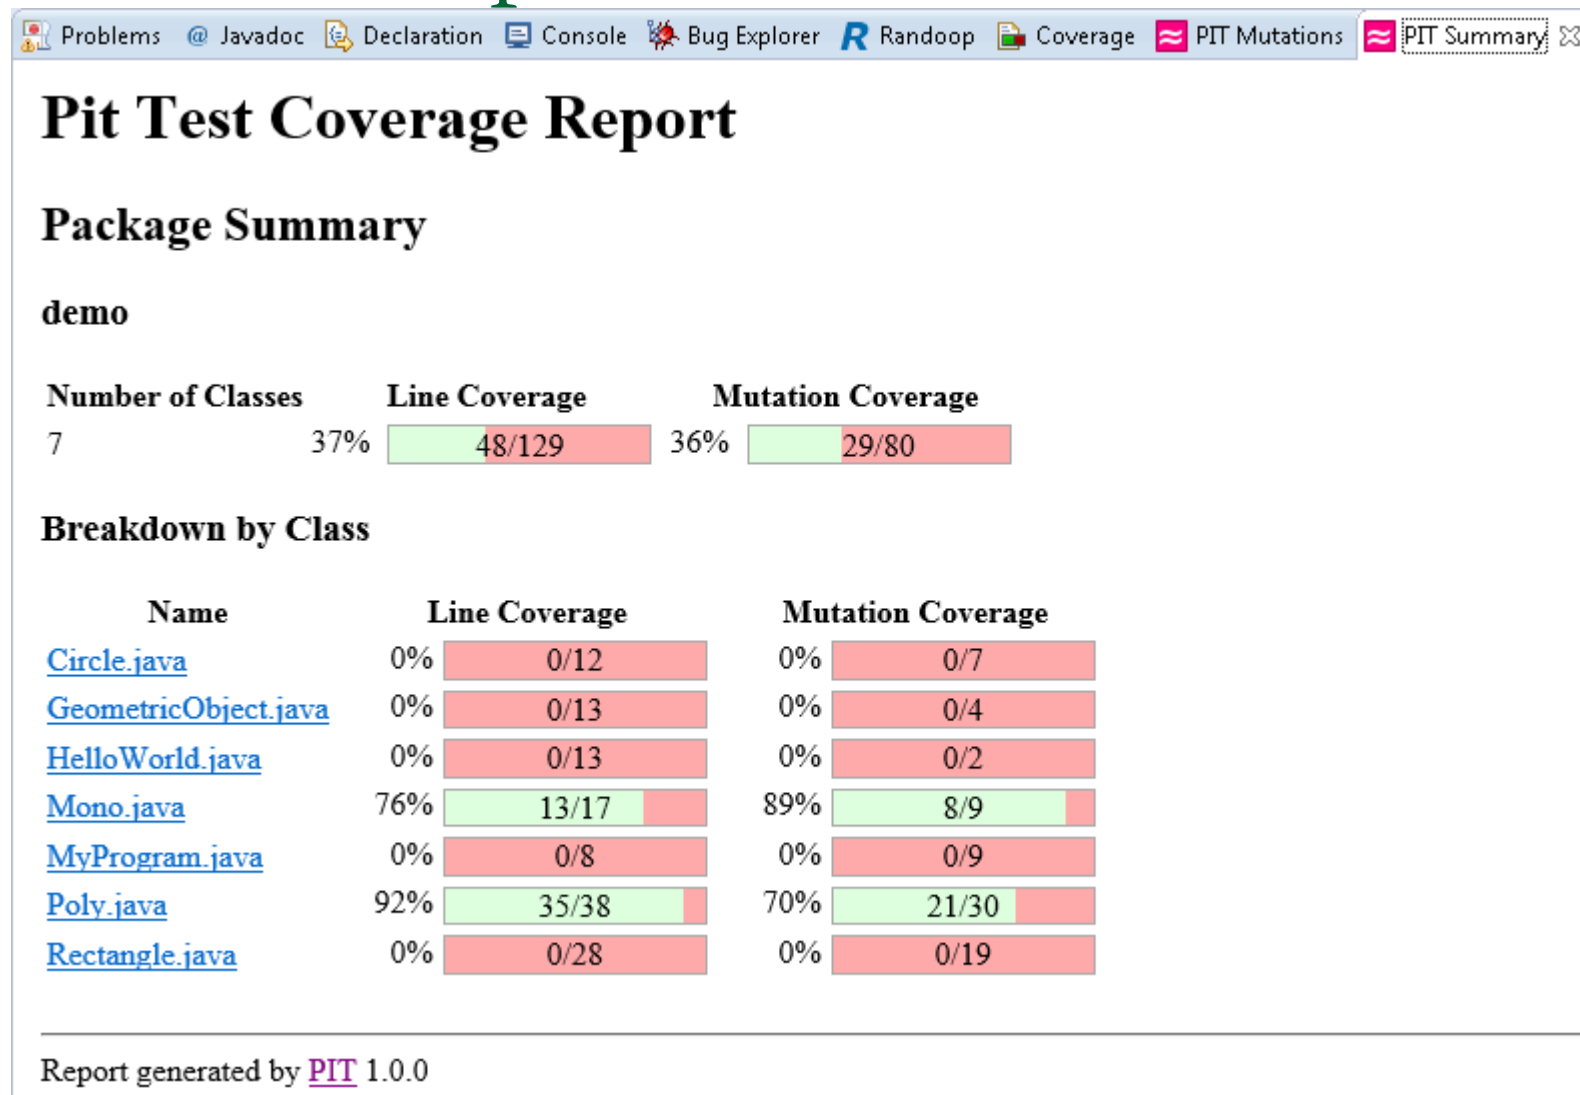 Problems @ Javadoc Declaration Console Bug Explorer R Randoop Coverage PIT Mutations PIT Summary
Pit Test Coverage Report
Package Summary
demo
Number of Classes Line Coverage Mutation Coverage
7 37% 48/129 36% 29/80
Breakdown by Class
Name Line Coverage Mutation Coverage
Circle.java 0% 0/12 0% 0/7
GeometricObject.java 0% 0/13 0% 0/4
HelloWorld.java 0% 0/13 0% 0/2
Mono.java 76% 13/17 89% 8/9
MyProgram.java 0% 0/8 0% 0/9
Poly.java 92% 35/38 70% 21/30
Rectangle.java 0% 0/28 0% 0/19
Report generated by PIT 1.0.0